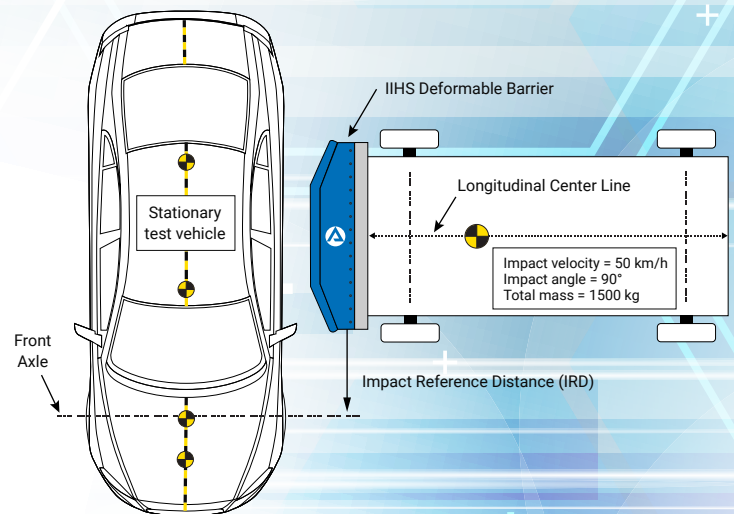 IIHS Deformable Barrier
Longitudinal Center Line
Stationary
test vehicle
Impact velocity = 50 km/h
Impact angle = 90°
Total mass = 1500 kg
Front
Axle
Impact Reference Distance (IRD)